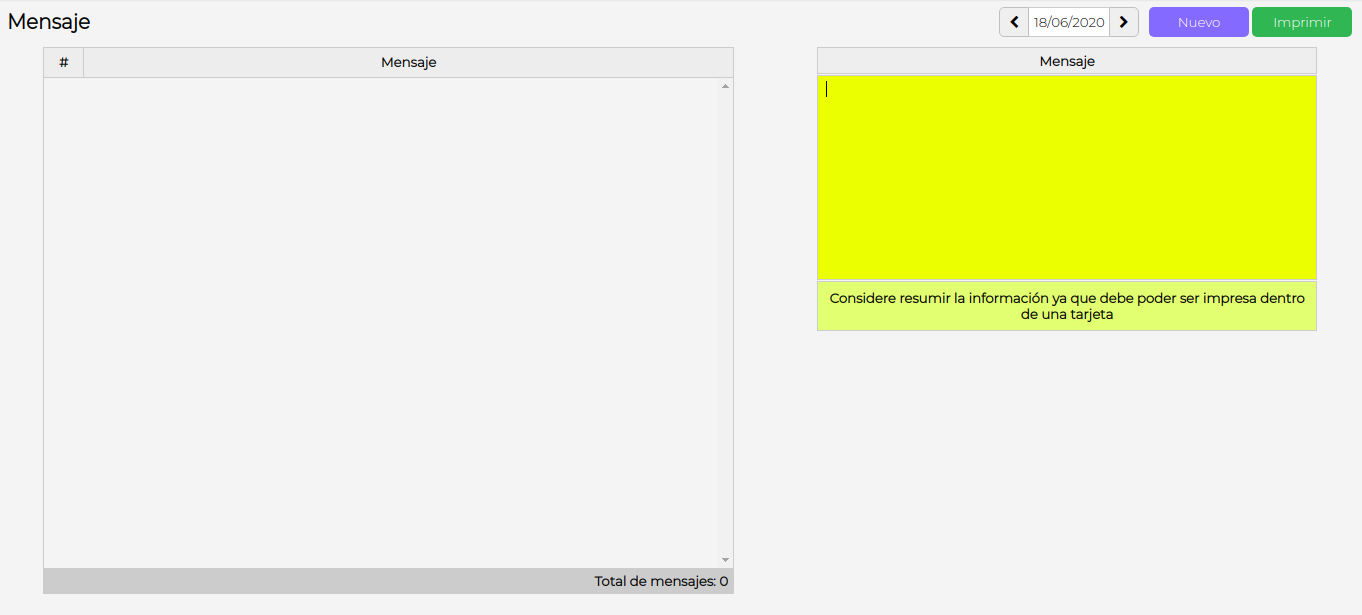 Mensaje
18/06/2020
Nuevo
Imprimir
# Mensaje
Total de mensajes: 0
Mensaje
Considere resumir la información ya que debe poder ser impresa dentro
de una tarjeta